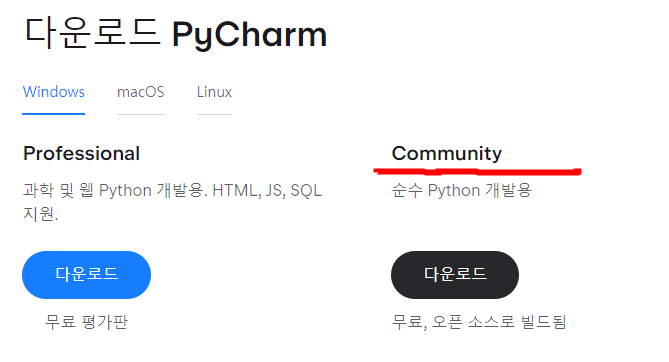 다운로드 PyCharm
Windows macOS Linux
Professional
과학 및 웹 Python 개발용. HTML, JS, SQL
지원.
다운로드
무료 평가판
Community
순수 Python 개발용
다운로드
무료, 오픈 소스로 빌드됨